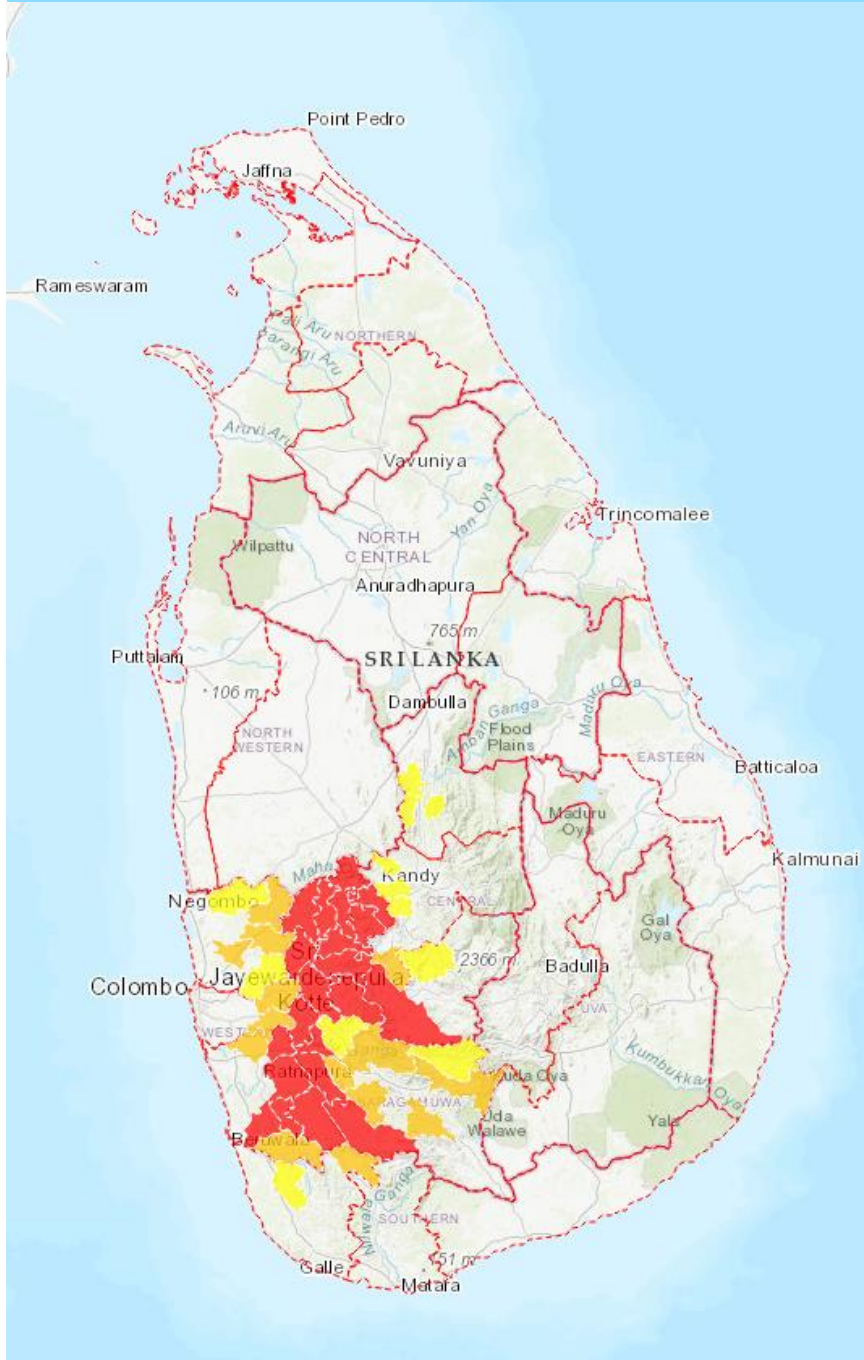 Point Pedro
Jaffna
Rameswaram
Pali Aru
NORTHERN
Parangi Aru
Aruvi Aru
Vavuniya
Yan Oya
Trincomalee
NORTH
CENTRAL
Wilpattu
Anuradhapura
765 m
Puttalam
SRI LANKA
106 m
Dambulla
Maduru Oya
Amban Ganga
Flood
Plains
NORTH
WESTERN
EASTERN
Batticaloa
Maduru
Oya
Kalmunai
Maha
Kandy
Negombo
CENTRAL
Gal
Oya
Sri
2366 m
Badulla
Jayewardenepura
Colombo
Kotte
UVA
Ganga
Ratnapura
Kumbukkan Oya
Uda
Walawe
Yala
Beruwala
Ganga
SOUTHERN
151 m
Galle
Matara